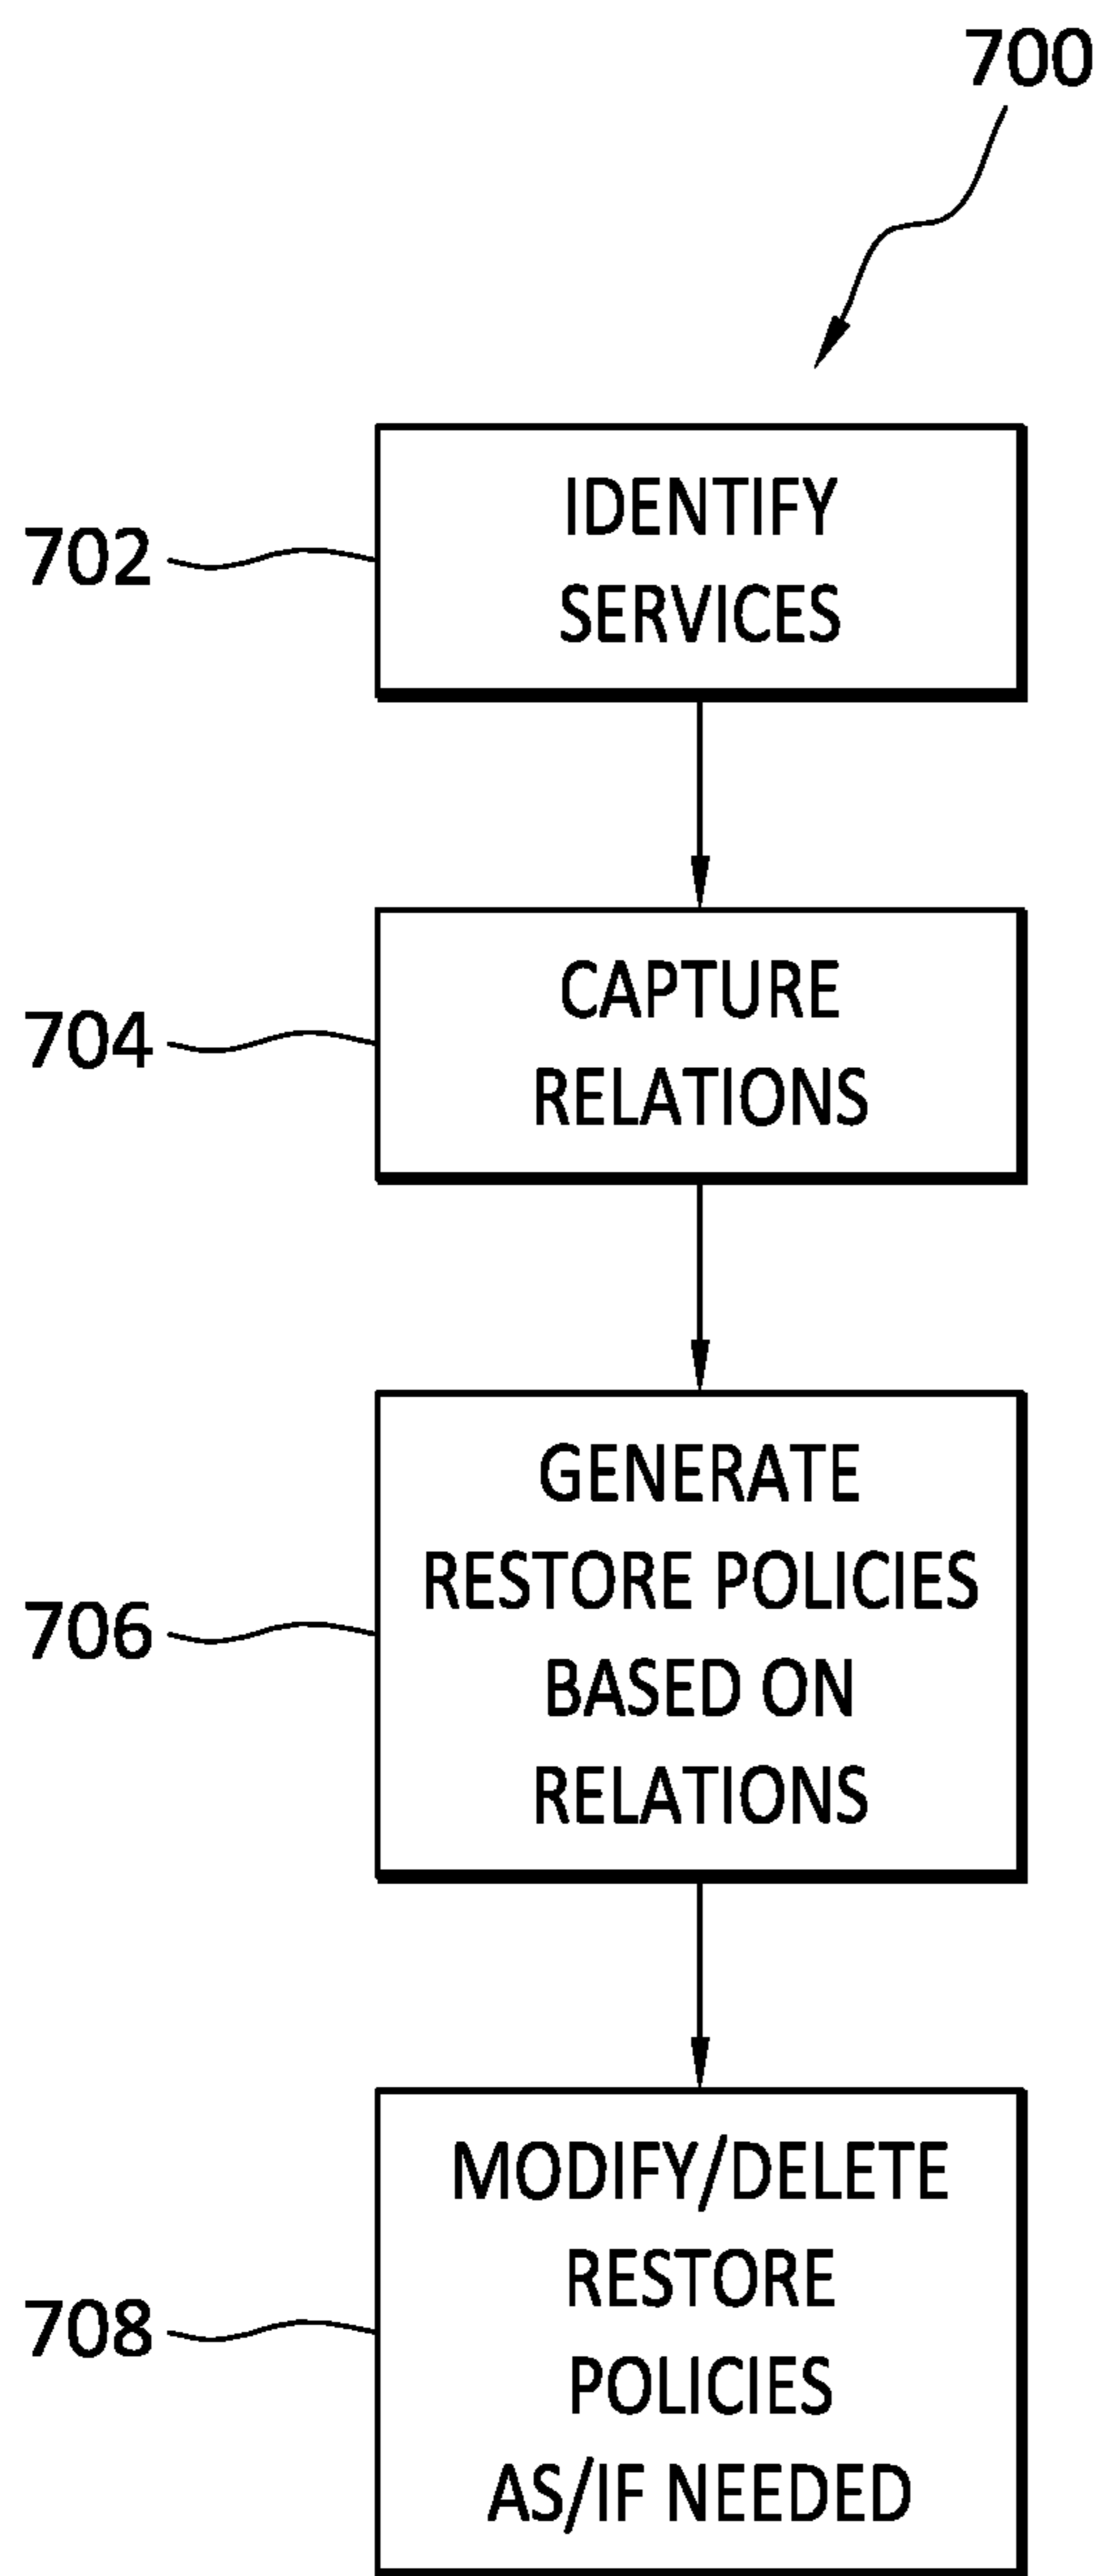 700
702
IDENTIFY
SERVICES
704
CAPTURE
RELATIONS
706
GENERATE
RESTORE POLICIES
BASED ON
RELATIONS
708
MODIFY/DELETE
RESTORE
POLICIES
AS/IF NEEDED